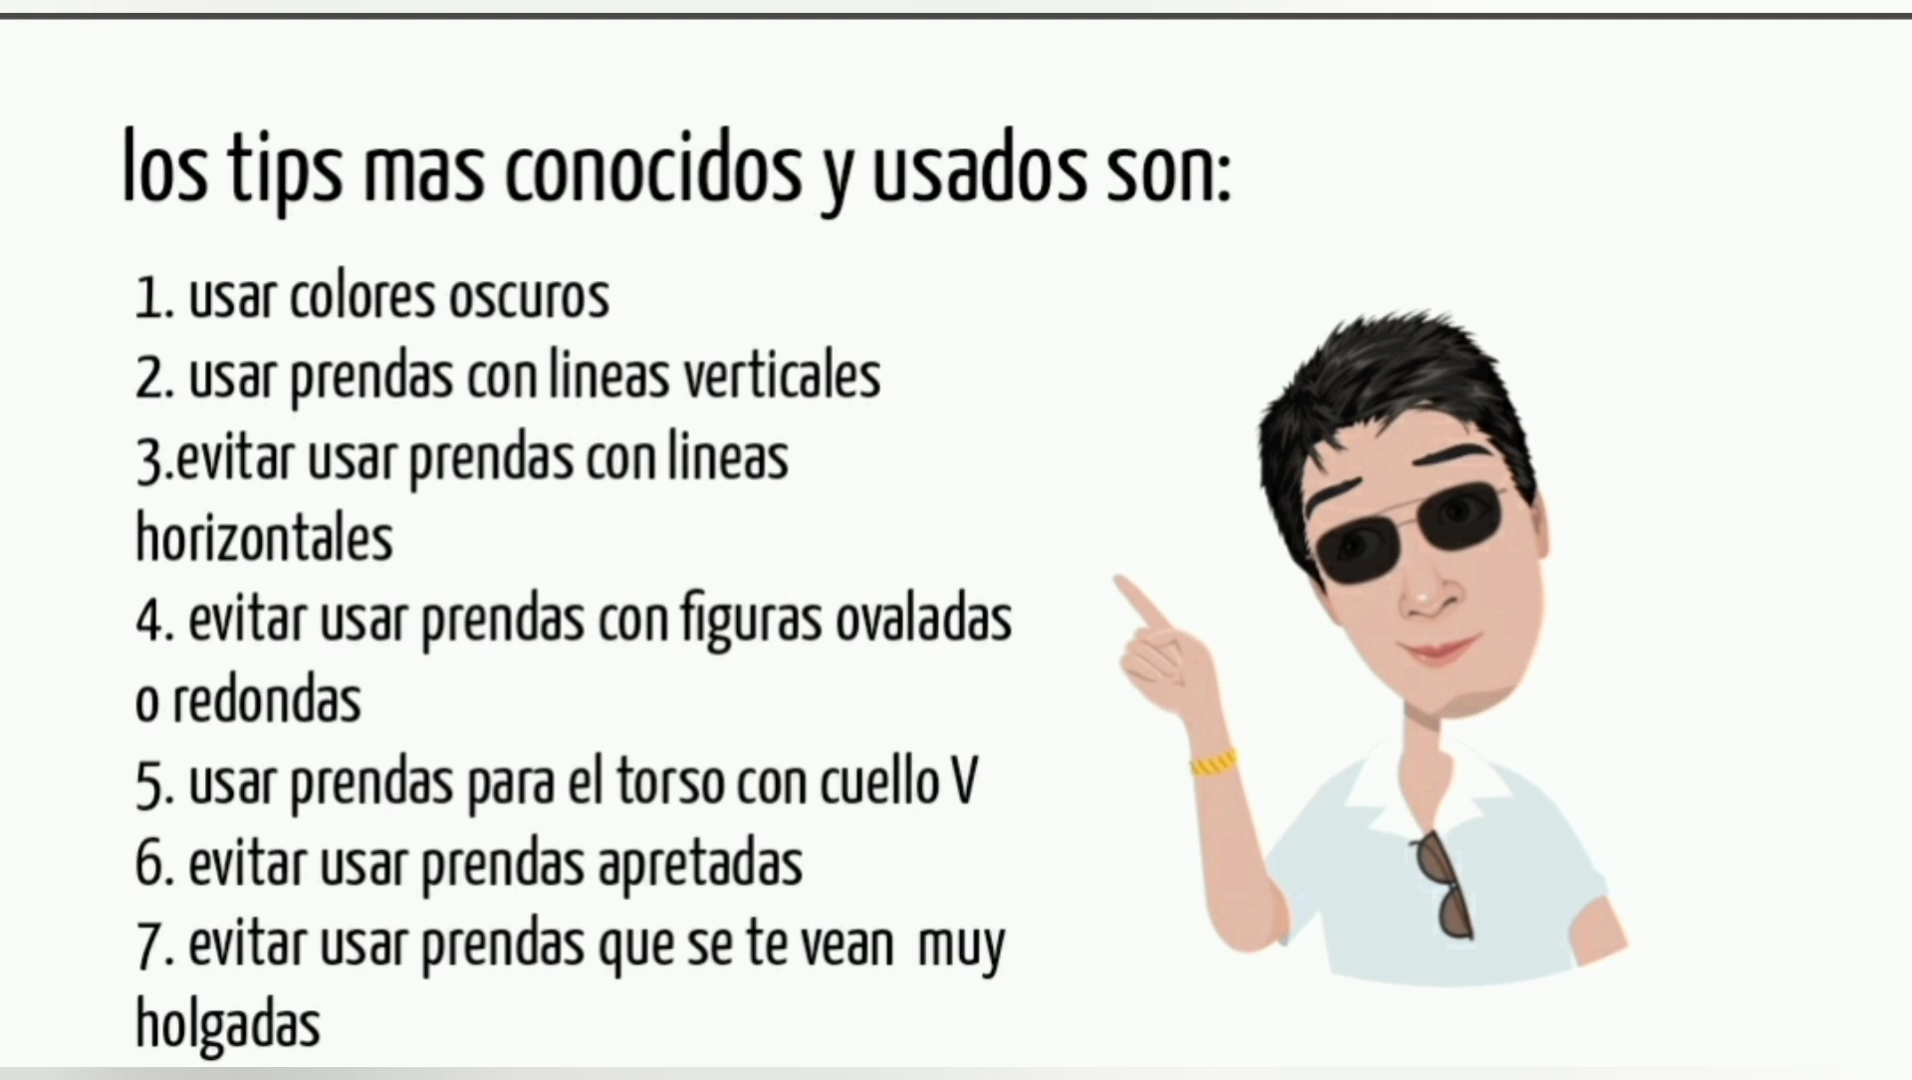 los tips mas conocidos y usados son:
1. usar colores oscuros
2. usar prendas con lineas verticales
3.evitar usar prendas con lineas
horizontales
4. evitar usar prendas con figuras ovaladas
o redondas
5. usar prendas para el torso con cuello V
6. evitar usar prendas apretadas
7. evitar usar prendas que se te vean muy
holgadas